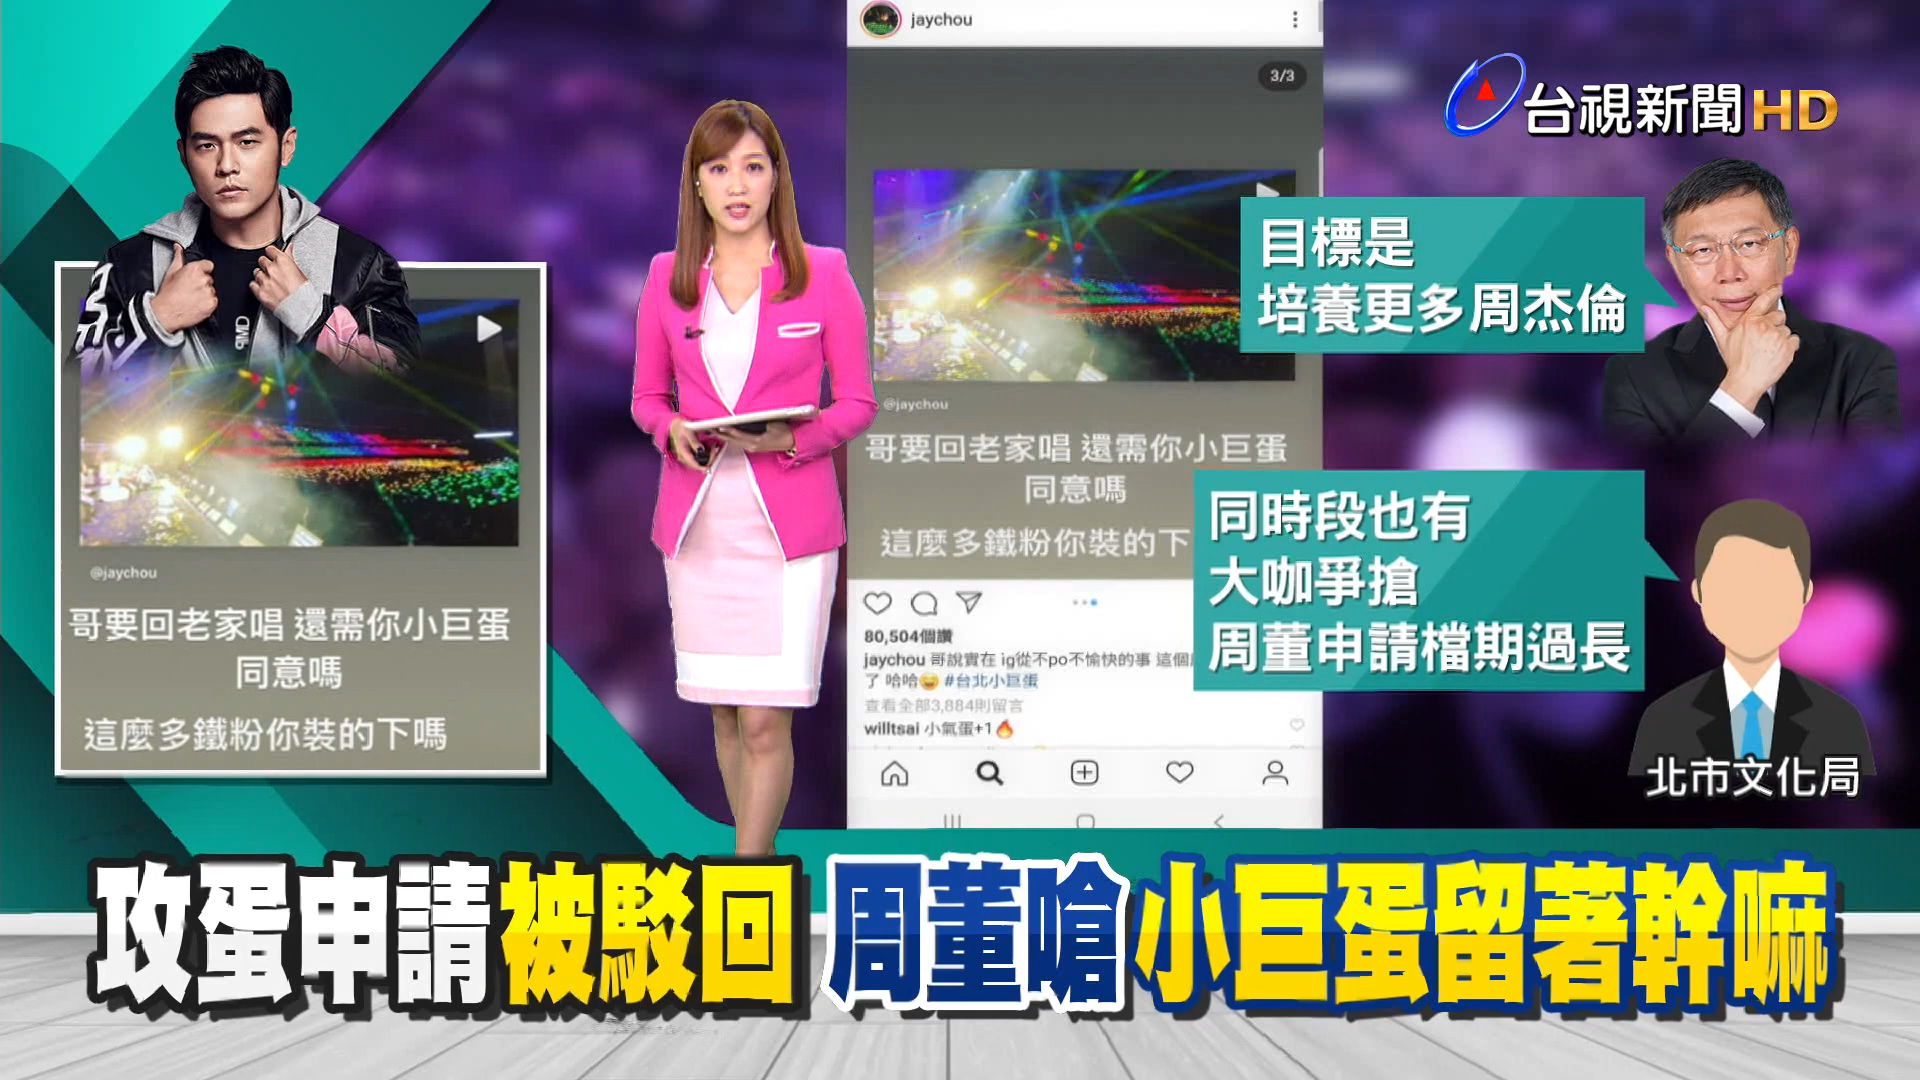 jaychou
3/3
台視新聞HD
目標是
培養更多周杰倫
@jaychou
哥要回老家唱 還需你小巨蛋
同意嗎
這麼多鐵粉你裝的下嗎
@jaychou
哥要回老家唱 還需你小巨蛋
同意嗎
這麼多鐵粉你裝的下
80,504個讚
jaychou 哥說實在 ig從不po不愉快的事 這個
了 哈哈😄 #台北小巨蛋
查看全部3,884則留言
willtsai 小氣蛋+1🔥
同時段也有
大咖爭搶
周董申請檔期過長
北市文化局
攻蛋申請被駁回 周董嗆小巨蛋留著幹嘛